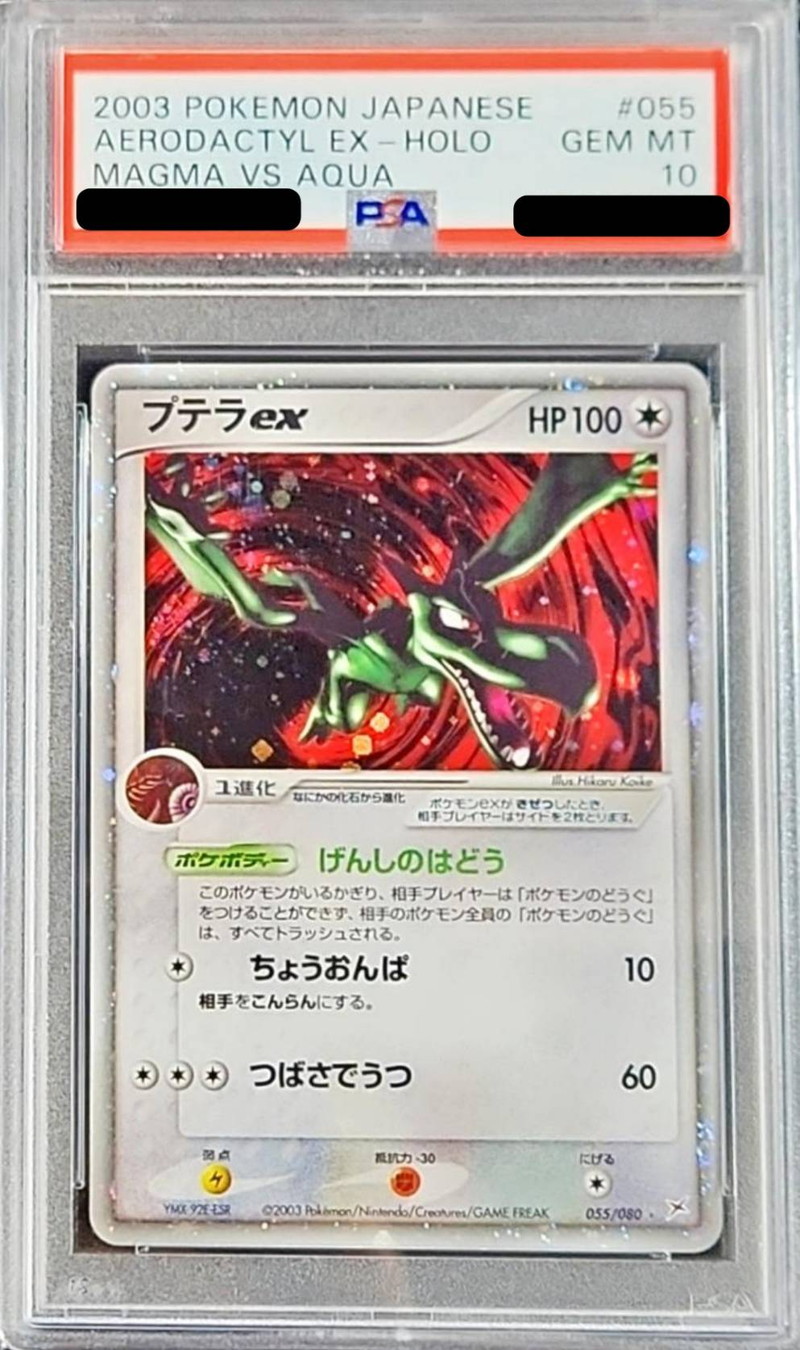 2003 POKEMON JAPANESE #055
AERODACTYL EX - HOLO GEM MT
MAGMA VS AQUA 10
PSA
プテラex HP100
Illus.Hikaru Koike
1進化 なにかの化石から進化
ポケモンexがきぜつしたとき、
相手プレイヤーはサイドを2枚とります。
ポケボディー げんしのはどう
このポケモンがいるかぎり、相手プレイヤーは「ポケモンのどうぐ」
をつけることができず、相手のポケモン全員の「ポケモンのどうぐ」
は、すべてトラッシュされる。
ちょうおんぱ 10
相手をこんらんにする。
つばさでうつ 60
弱点 抵抗力 -30 にげる
YMX 92E-ESR ©2003 Pokémon/Nintendo/Creatures/GAME FREAK 055/080